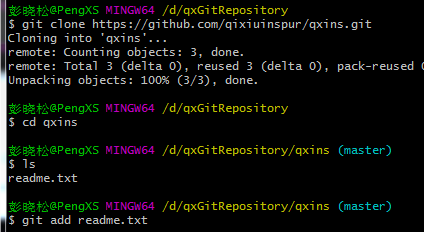 彭晓松@PengXS MINGW64 /d/qxGitRepository
$ git clone https://github.com/qixiuinspur/qxins.git
Cloning into 'qxins'...
remote: Counting objects: 3, done.
remote: Total 3 (delta 0), reused 3 (delta 0), pack-reused 0
Unpacking objects: 100% (3/3), done.
彭晓松@PengXS MINGW64 /d/qxGitRepository
$ cd qxins
彭晓松@PengXS MINGW64 /d/qxGitRepository/qxins (master)
$ ls
readme.txt
彭晓松@PengXS MINGW64 /d/qxGitRepository/qxins (master)
$ git add readme.txt